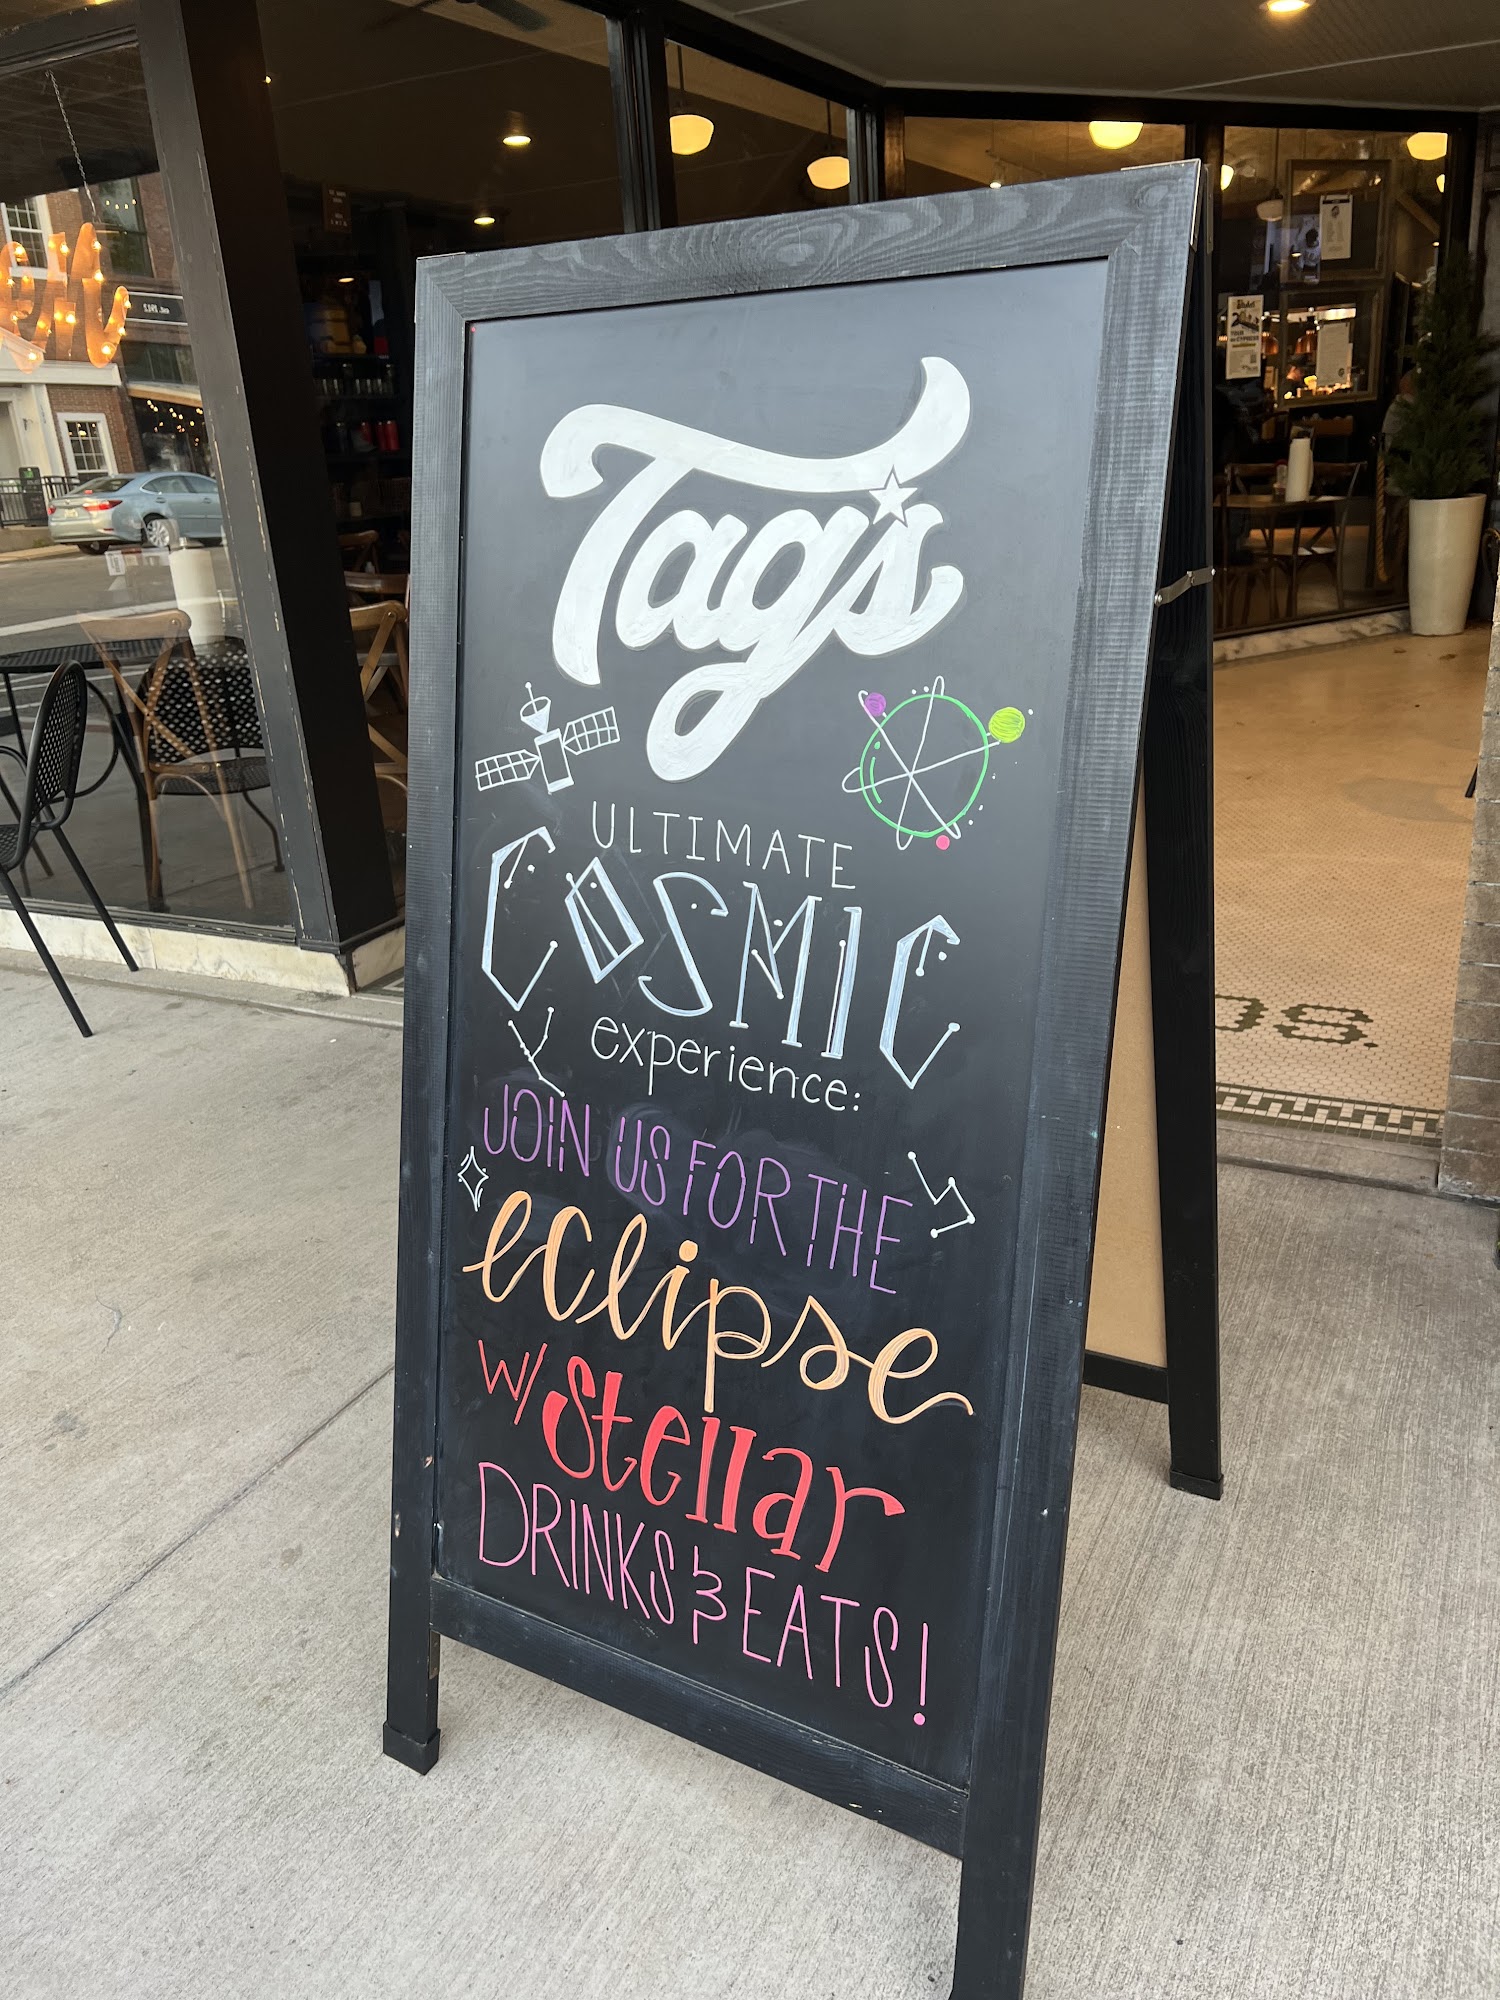 Tag's
ULTIMATE
COSMIC
experience:
JOIN US FOR THE
eclipse
w/ Stellar
DRINKS & EATS!